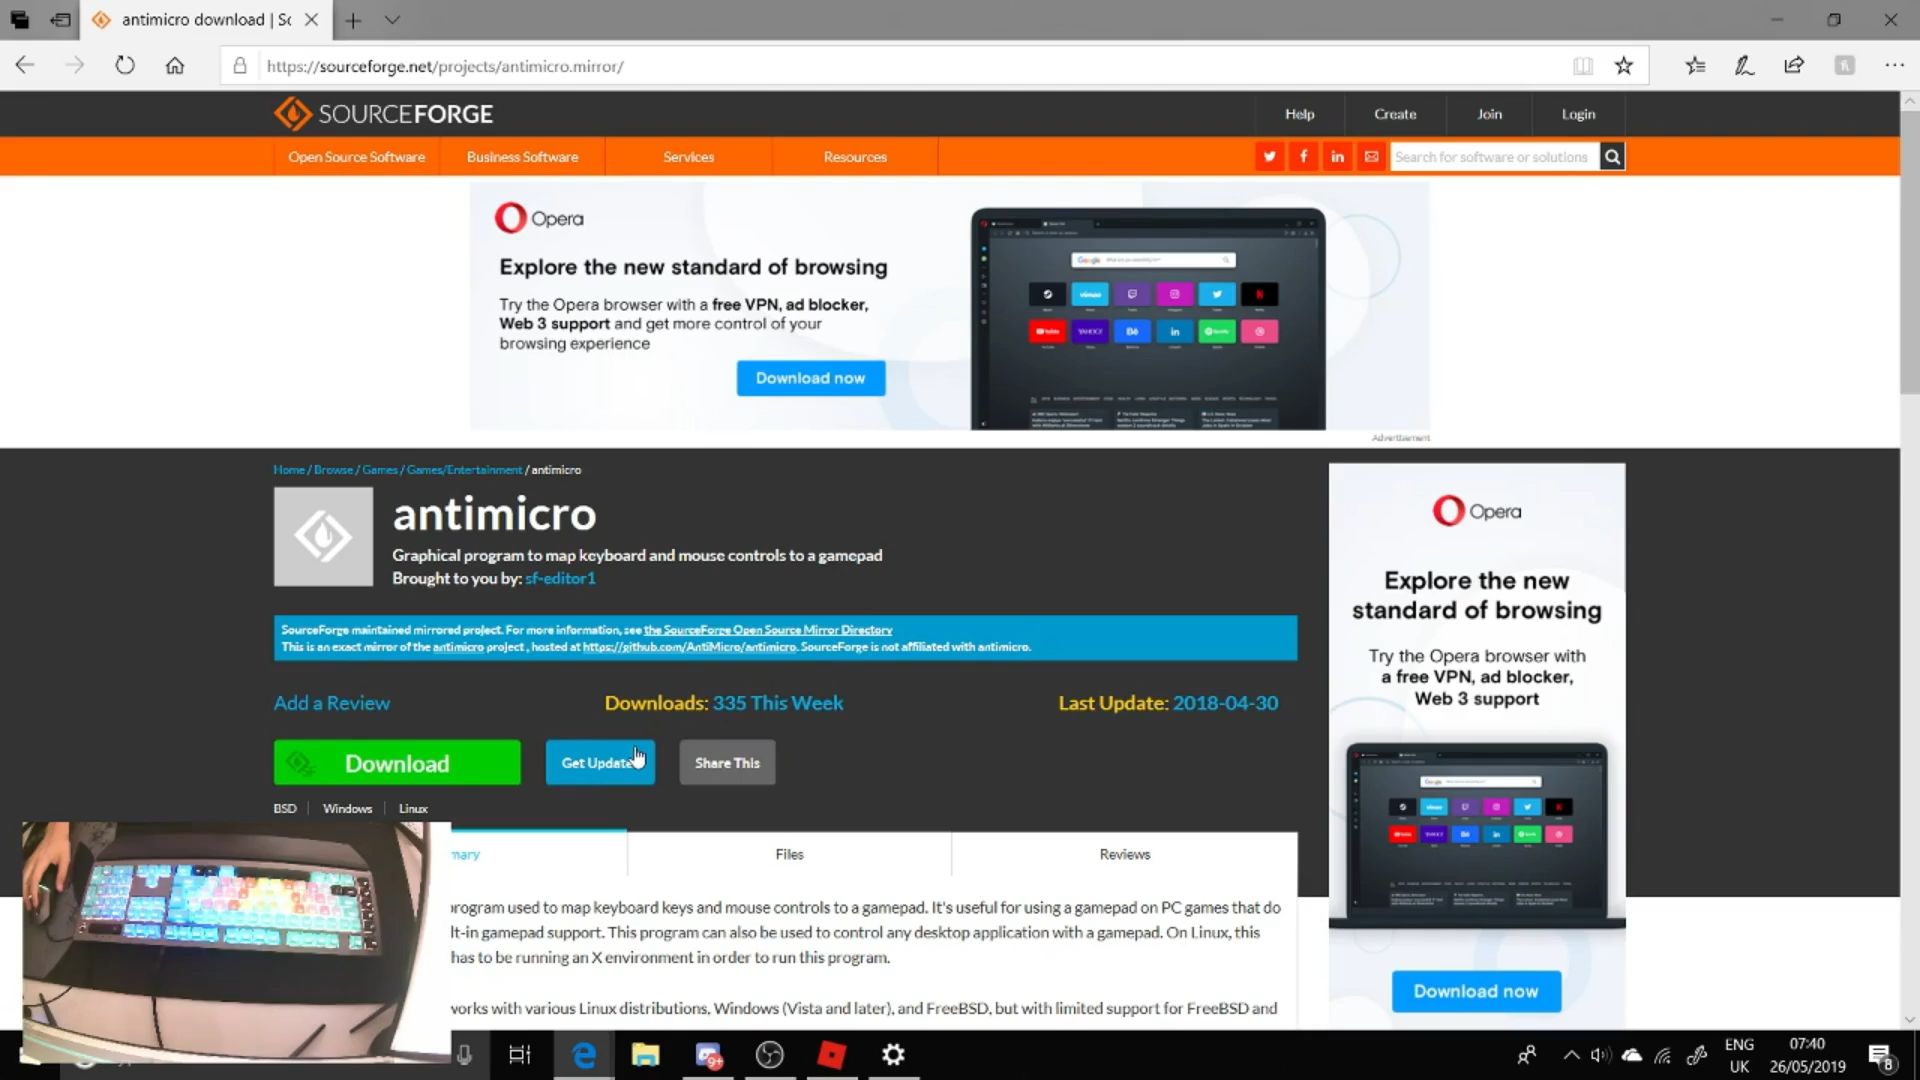 antimicro download | Sc
https://sourceforge.net/projects/antimicro.mirror/
SOURCEFORGE
Help
Create
Join
Login
Open Source Software
Business Software
Services
Resources
Search for software or solutions
Opera
Explore the new standard of browsing
Try the Opera browser with a free VPN, ad blocker,
Web 3 support and get more control of your
browsing experience
Download now
Advertisement
Home / Browse / Games / Games/Entertainment / antimicro
antimicro
Graphical program to map keyboard and mouse controls to a gamepad
Brought to you by: sf-editor1
SourceForge maintained mirrored project. For more information, see the SourceForge Open Source Mirror Directory
This is an exact mirror of the antimicro project , hosted at https://github.com/AntiMicro/antimicro. SourceForge is not affiliated with antimicro.
Add a Review
Downloads: 335 This Week
Last Update: 2018-04-30
Download
Get Update
Share This
BSD
Windows
Linux
mary
Files
Reviews
rogram used to map keyboard keys and mouse controls to a gamepad. It's useful for using a gamepad on PC games that do
lt-in gamepad support. This program can also be used to control any desktop application with a gamepad. On Linux, this
has to be running an X environment in order to run this program.
works with various Linux distributions, Windows (Vista and later), and FreeBSD, but with limited support for FreeBSD and
Opera
Explore the new
standard of browsing
Try the Opera browser with
a free VPN, ad blocker,
Web 3 support
Download now
9+
ENG
UK
07:40
26/05/2019
8